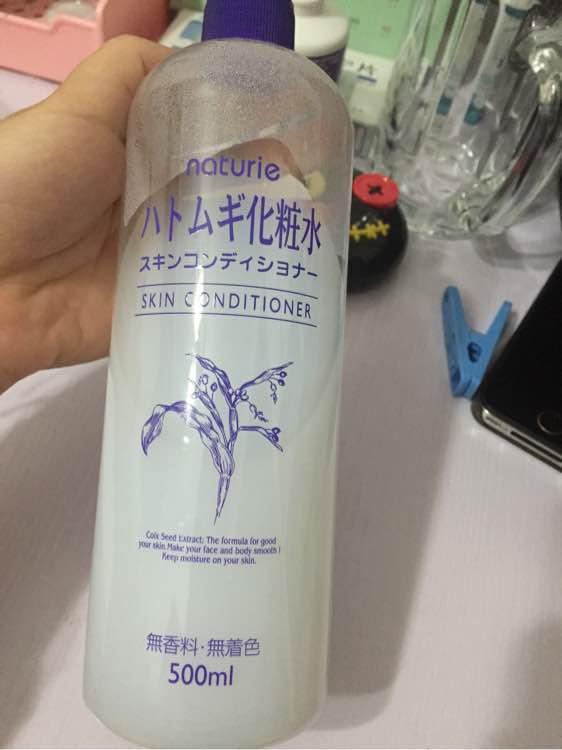 naturie
ハトムギ化粧水
スキンコンディショナー
SKIN CONDITIONER
Coix Seed Extract: The formula for good
your skin. Make your face and body smooth !
Keep moisture on your skin.
無香料・無着色
500ml